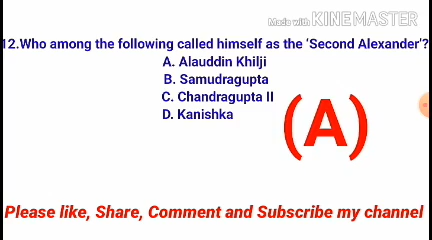 Made with KINEMASTER
12.Who among the following called himself as the ‘Second Alexander’?
A. Alauddin Khilji
B. Samudragupta
C. Chandragupta II
D. Kanishka
(A)
Please like, Share, Comment and Subscribe my channel